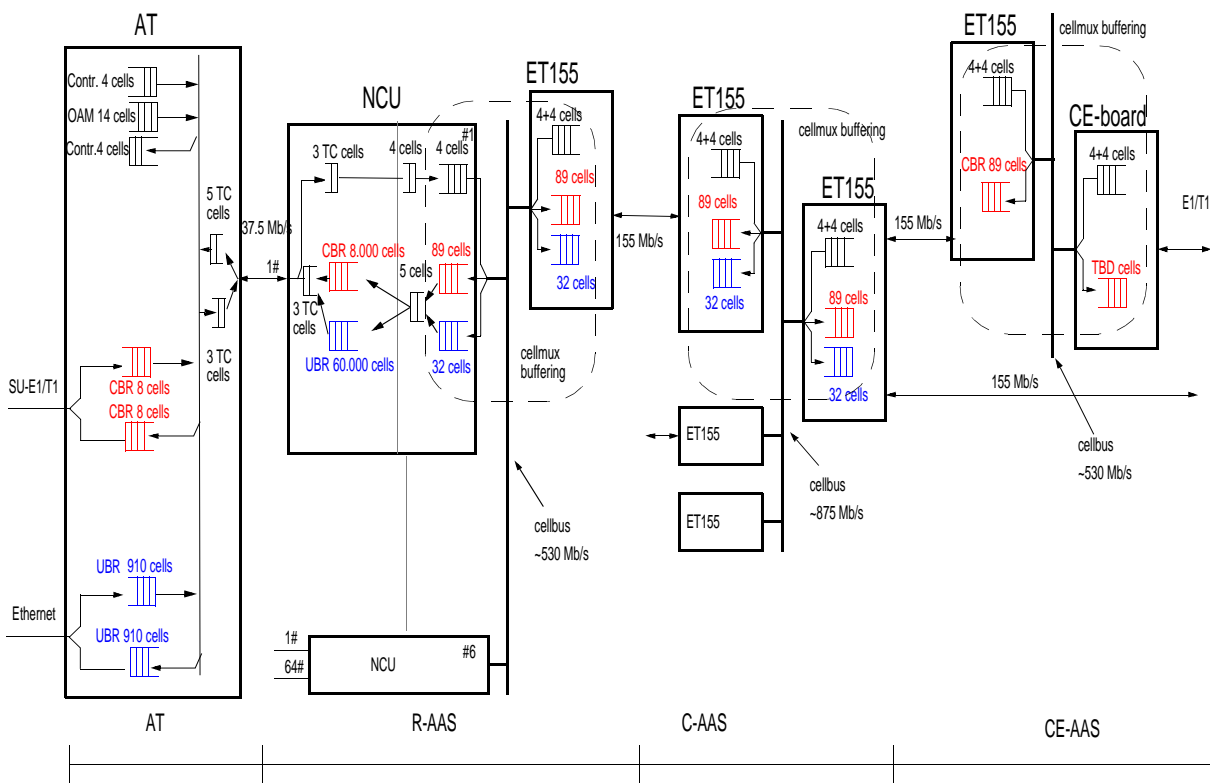 AT
Contr. 4 cells
OAM 14 cells
Contr.4 cells
5 TC
cells
37.5 Mb/s
1#
3 TC
cells
SU-E1/T1
CBR 8 cells
CBR 8 cells
UBR 910 cells
Ethernet
UBR 910 cells
NCU
#1
3 TC cells
4 cells
4 cells
CBR 8.000 cells
89 cells
5 cells
3 TC
cells
UBR 60.000 cells
32 cells
ET155
4+4 cells
89 cells
32 cells
cellmux
buffering
155 Mb/s
cellbus
~530 Mb/s
1#
64#
NCU
#6
ET155
4+4 cells
89 cells
32 cells
cellmux buffering
ET155
4+4 cells
89 cells
32 cells
ET155
ET155
cellbus
~875 Mb/s
155 Mb/s
ET155
cellmux buffering
4+4 cells
CBR 89 cells
CE-board
4+4 cells
TBD cells
E1/T1
155 Mb/s
cellbus
~530 Mb/s
AT
R-AAS
C-AAS
CE-AAS